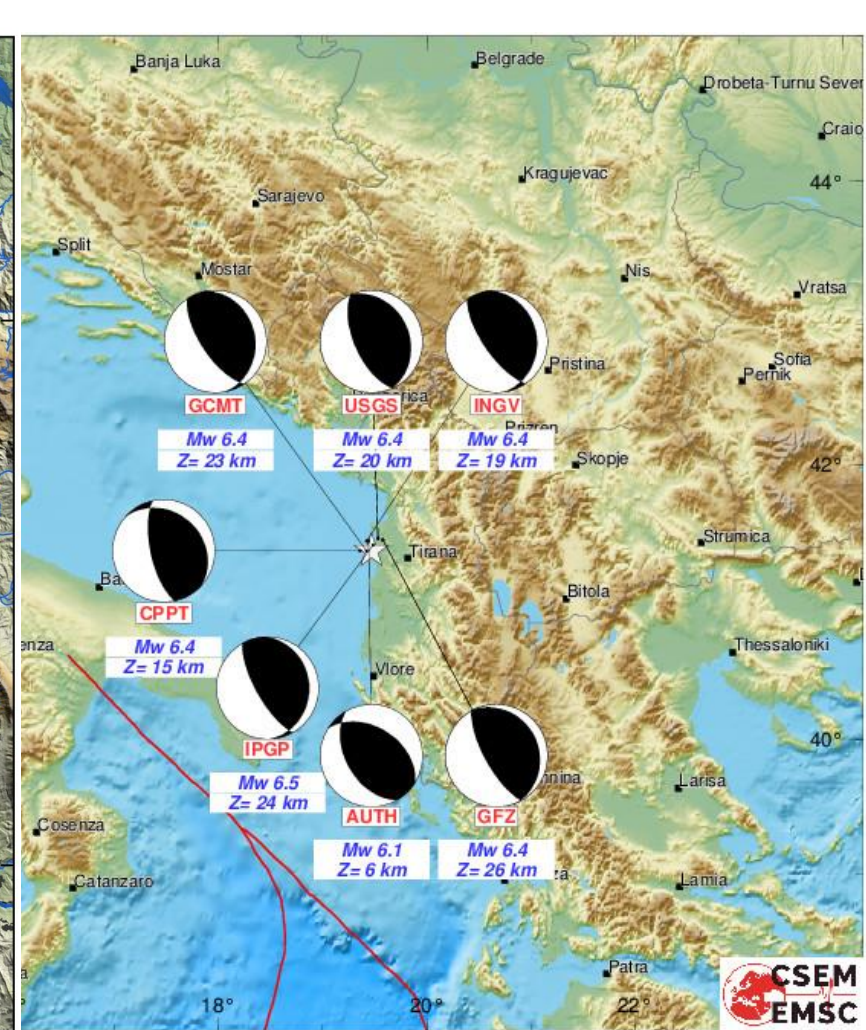 Banja Luka
Belgrade
Drobeta-Turnu Sever
Craio
Kragujevac
44°
Sarajevo
Split
Mostar
Nis
Vratsa
Sofia
Pernik
Pristina
GCMT
USGS
INGV
Prizren
Mw 6.4
Z= 23 km
Mw 6.4
Z= 20 km
Mw 6.4
Z= 19 km
Skopje
42°
Strumica
Tirana
Ba
Bitola
CPPT
Mw 6.4
Z= 15 km
enza
Thessaloniki
Vlore
IPGP
Mw 6.5
Z= 24 km
40°
Larisa
AUTH
GFZ
Mw 6.1
Z= 6 km
Mw 6.4
Z= 26 km
Cosenza
Catanzaro
Lamia
Patra
18°
20°
22°
CSEM
EMSC